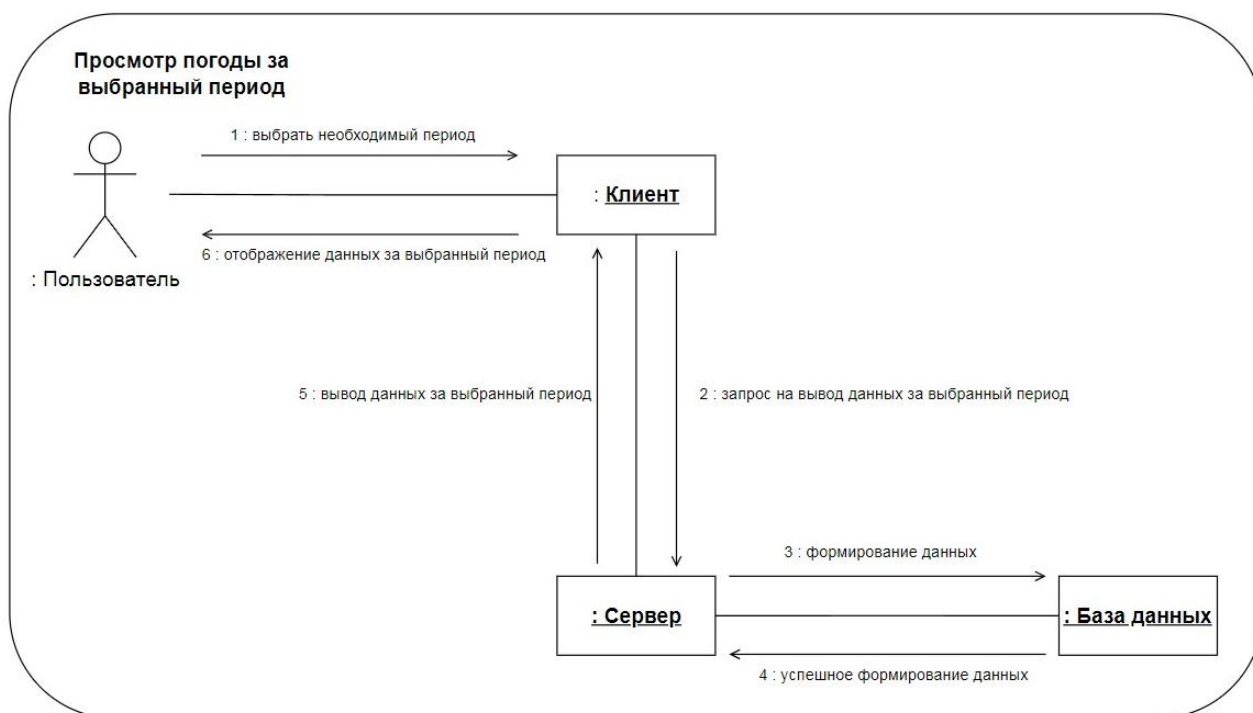 Просмотр погоды за
выбранный период
1 : выбрать необходимый период
: Клиент
6 : отображение данных за выбранный период
: Пользователь
5 : вывод данных за выбранный период
2 : запрос на вывод данных за выбранный период
3 : формирование данных
: Сервер
: База данных
4 : успешное формирование данных